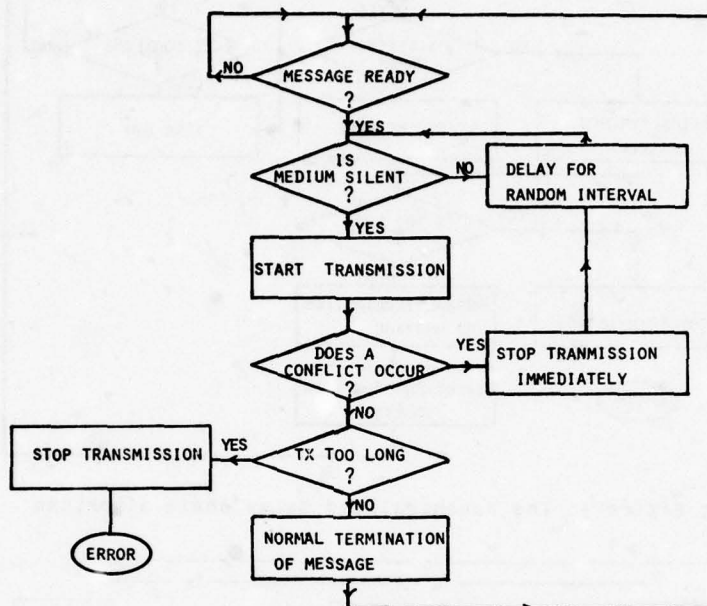 MESSAGE READY
?
NO
YES
IS
MEDIUM SILENT
?
NO
DELAY FOR
RANDOM INTERVAL
YES
START TRANSMISSION
DOES A
CONFLICT OCCUR
?
YES
STOP TRANMISSION
IMMEDIATELY
NO
TX TOO LONG
?
YES
STOP TRANSMISSION
ERROR
NO
NORMAL TERMINATION
OF MESSAGE